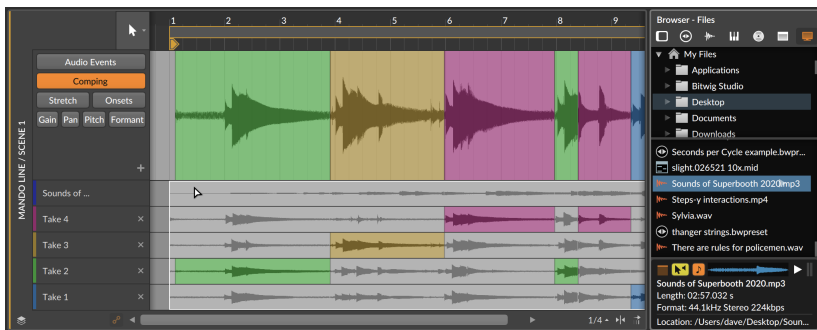 1 2 3 4 5 6 7 8 9
Audio Events
Comping
Stretch Onsets
Gain Pan Pitch Formant
+
MANDO LINE / SCENE 1
Sounds of ...
Take 4 ×
Take 3 ×
Take 2 ×
Take 1 ×
1/4
Browser - Files
My Files
Applications
Bitwig Studio
Desktop
Documents
Downloads
Seconds per Cycle example.bwpr...
slight.026521 10x.mid
Sounds of Superbooth 2020.mp3
Steps-y interactions.mp4
Sylvia.wav
thanger strings.bwpreset
There are rules for policemen.wav
Sounds of Superbooth 2020.mp3
Length: 02:57.032 s
Format: 44.1kHz Stereo 224kbps
Location: /Users/dave/Desktop/Soun...